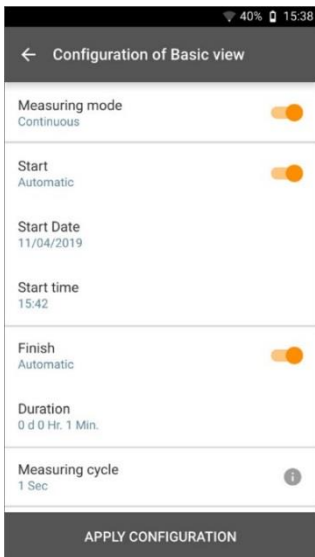 40% 15:38
Configuration of Basic view
Measuring mode
Continuous
Start
Automatic
Start Date
11/04/2019
Start time
15:42
Finish
Automatic
Duration
0 d 0 Hr. 1 Min.
Measuring cycle
1 Sec
APPLY CONFIGURATION